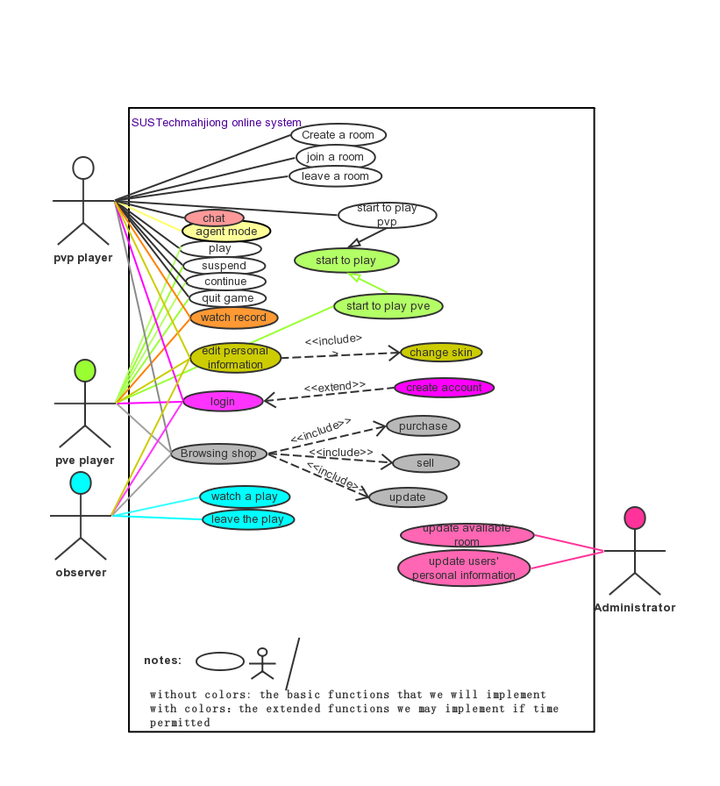 SUSTechmahjiong online system
Create a room
join a room
leave a room
start to play
pvp
chat
agent mode
play
suspend
continue
quit game
watch record
start to play
start to play pve
pvp player
edit personal
information
<<include>
>
change skin
login
<<extend>>
create account
pve player
Browsing shop
<<include>>
purchase
<<include>>
sell
<<include>>
update
watch a play
leave the play
observer
update available
room
update users'
personal information
Administrator
notes:
without colors: the basic functions that we will implement
with colors: the extended functions we may implement if time
permitted